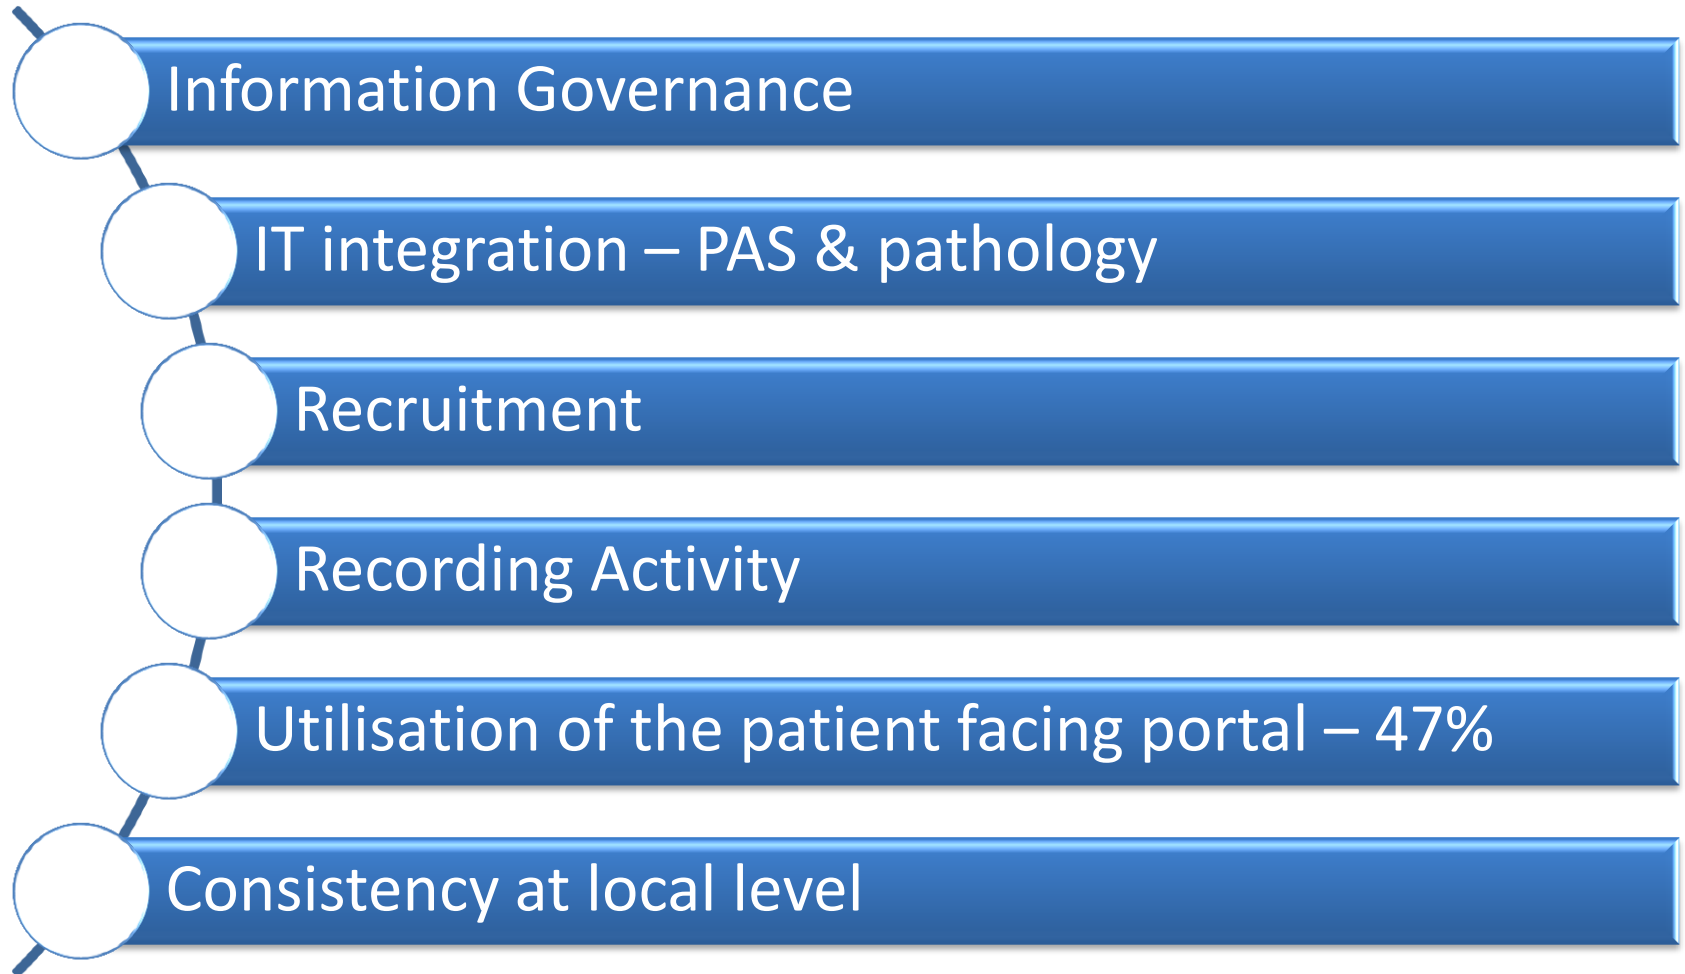 Information Governance
IT integration – PAS & pathology
Recruitment
Recording Activity
Utilisation of the patient facing portal – 47%
Consistency at local level